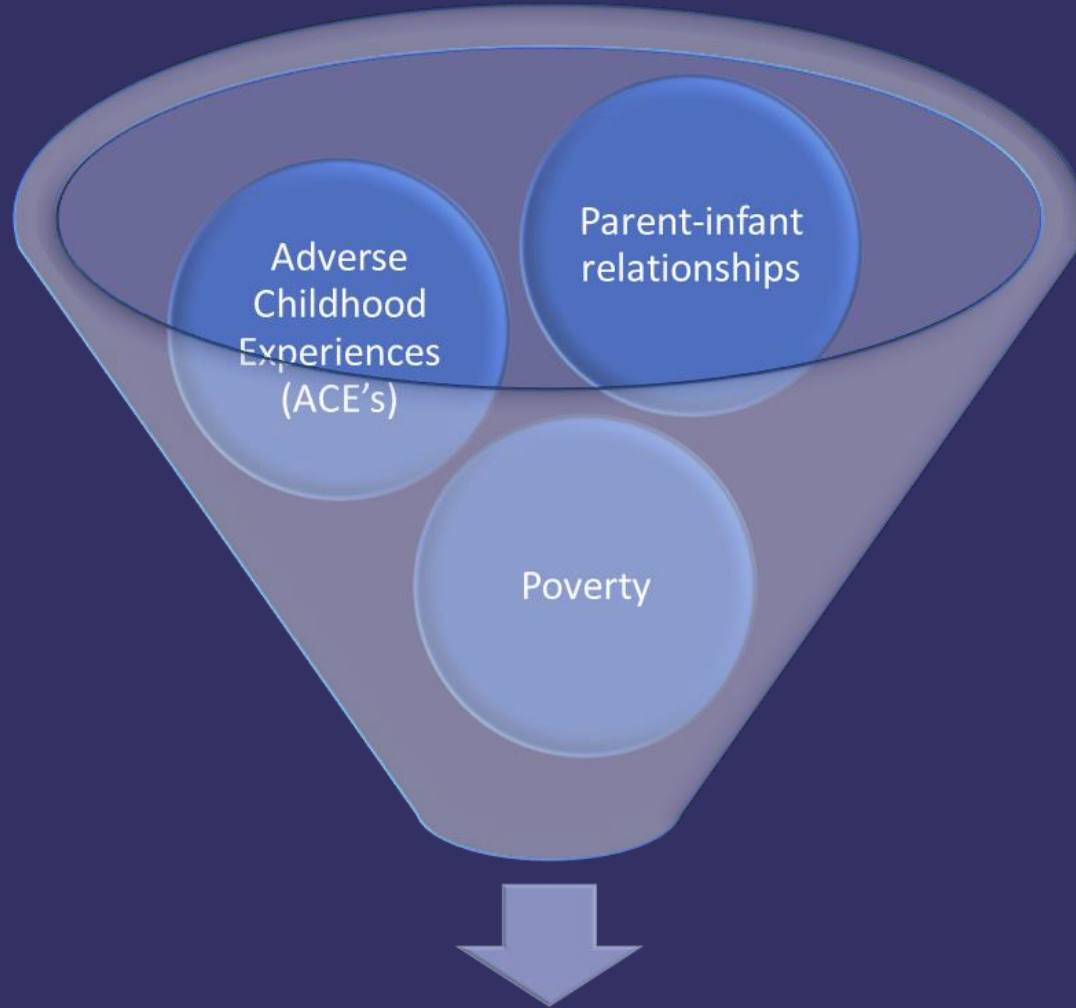 Adverse
Childhood
Experiences
(ACE’s)
Parent-infant
relationships
Poverty